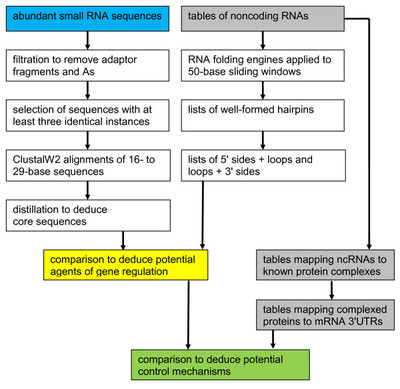 abundant small RNA sequences
tables of noncoding RNAs
filtration to remove adaptor
fragments and As
RNA folding engines applied to
50-base sliding windows
selection of sequences with at
least three identical instances
lists of well-formed hairpins
ClustalW2 alignments of 16- to
29-base sequences
lists of 5' sides + loops and
loops + 3' sides
distillation to deduce
core sequences
comparison to deduce potential
agents of gene regulation
tables mapping ncRNAs to
known protein complexes
tables mapping complexed
proteins to mRNA 3'UTRs
comparison to deduce potential
control mechanisms